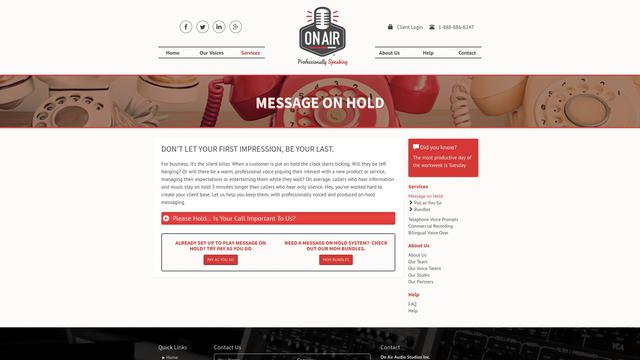 Client Login 1-888-886-6247
ON AIR
Professionally Speaking
Home Our Voices Services
About Us Help Contact
MESSAGE ON HOLD
DON'T LET YOUR FIRST IMPRESSION, BE YOUR LAST.
For business, it's the silent killer. When a customer is put on hold the clock starts ticking. Will they be left
hanging? Or will there be a warm, professional voice piquing their interest with a new product or service,
managing their expectations or entertaining them while they wait? On average, callers who hear information
and music stay on hold 3 minutes longer than callers who hear only silence. Hey, you've worked hard to
create your client base. Let us help you keep them, with professionally voiced and produced on-hold
messaging.
Please Hold... Is Your Call Important To Us?
ALREADY SET UP TO PLAY MESSAGE ON
HOLD? TRY PAY AS YOU GO
PAY AS YOU GO
NEED A MESSAGE ON HOLD SYSTEM? CHECK
OUT OUR MOH BUNDLES.
MOH BUNDLES
Did you know?
The most productive day of
the workweek is Tuesday
Services
Message on Hold
Pay as You Go
Bundles
Telephone Voice Prompts
Commercial Recording
Bilingual Voice Over
About Us
About Us
Our Team
Our Voice Talent
Our Studio
Our Partners
Help
FAQ
Help
Quick Links
Home
Contact Us
Contact
On Air Audio Studios Inc.